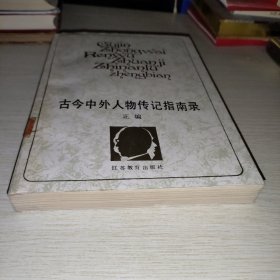 Gujin
Zhongwai
Renwu
Zhuanji
Zhinanlu
zhengbian
古今中外人物传记指南录
正编
江苏教育出版社